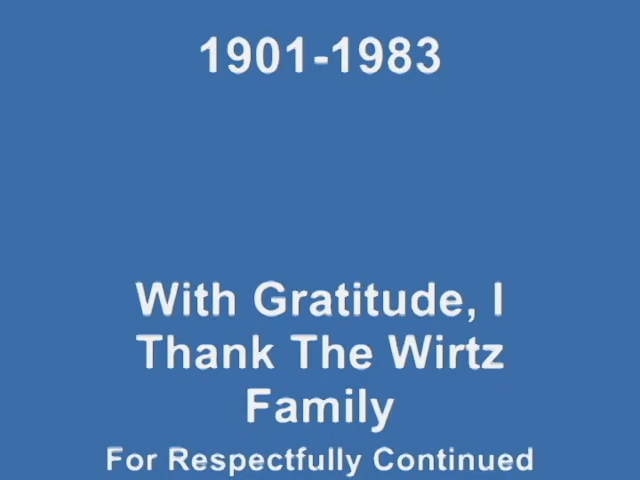 1901-1983
With Gratitude, I
Thank The Wirtz
Family
For Respectfully Continued